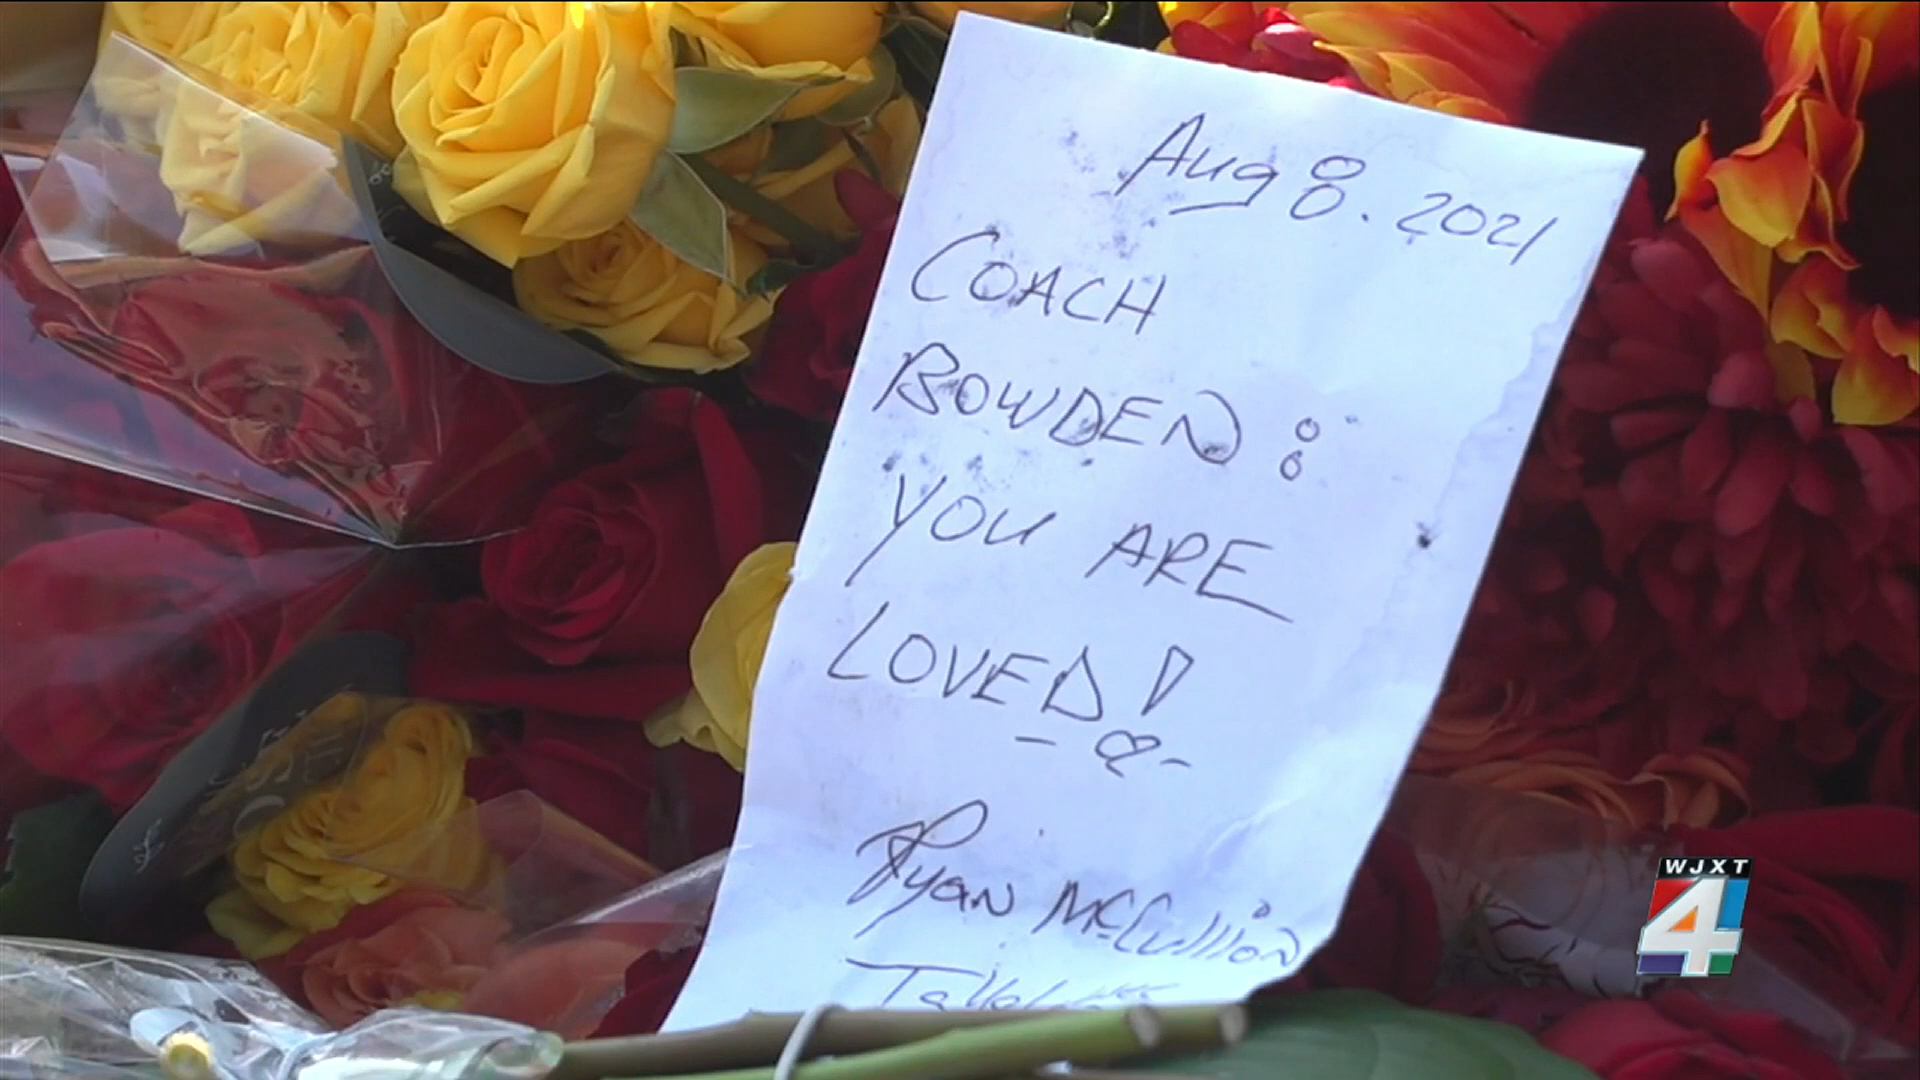 Aug 8. 2021
COACH
BOWDEN:
YOU ARE
LOVED!
Ryan McCullion
WJXT
4